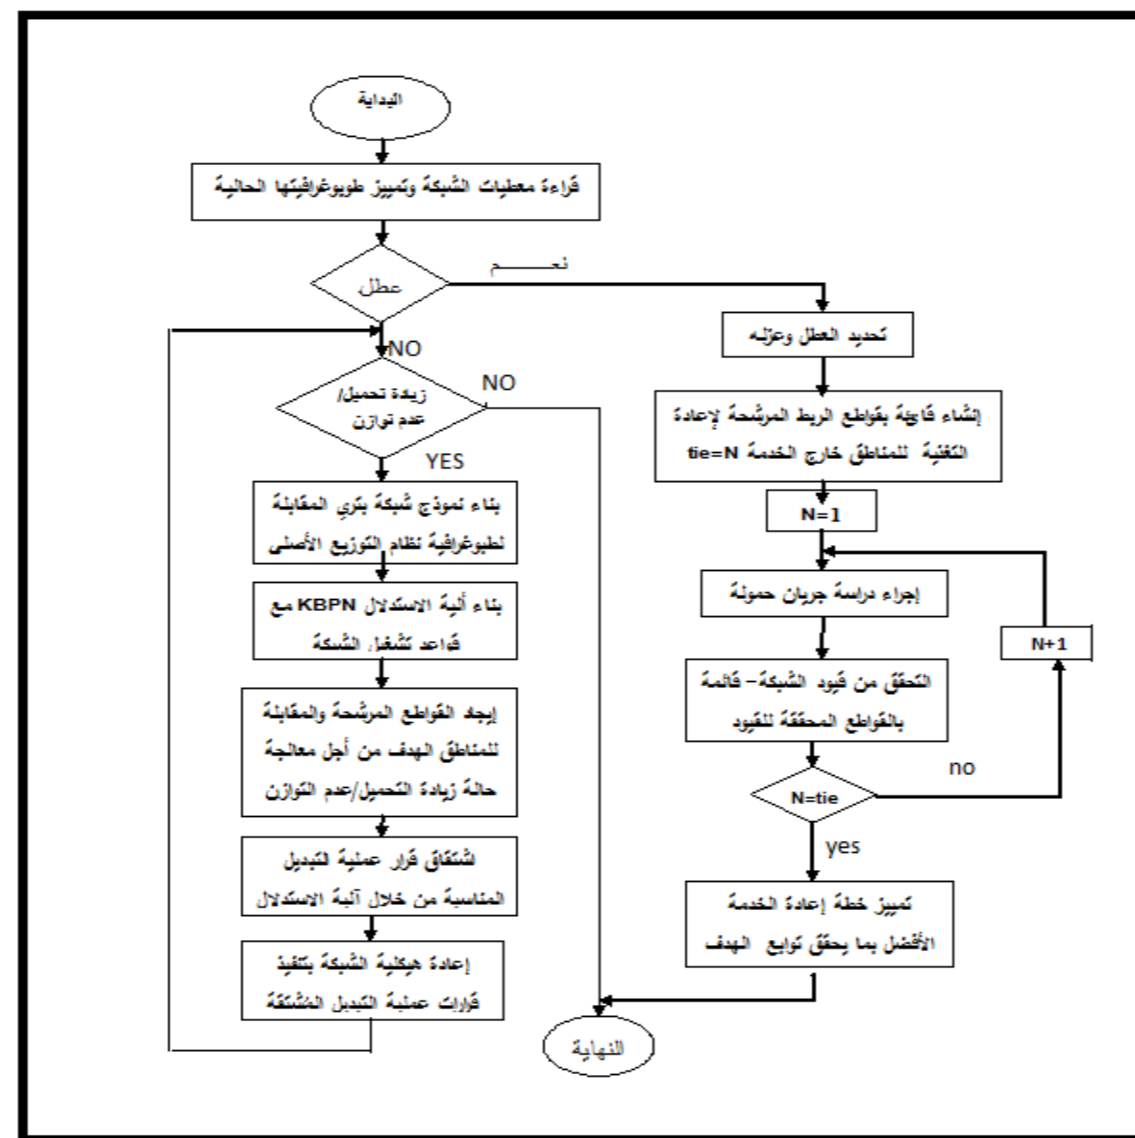 البداية
قراءة معطيات الشبكة وتمييز طوبوغرافيتها الحالية
عطل
نعـــــــم
NO
زيادة تحميل/
عدم توازن
NO
YES
بناء نموذج شبكة بتري المقابلة
لطبوغرافية نظام التوزيع الأصلي
بناء ألية الاستدلال KBPN مع
قواعد تشغيل الشبكة
إيجاد القواطع المرشحة والمقابلة
للمناطق الهدف من أجل معالجة
حالة زيادة التحميل/عدم التوازن
اشتقاق قرار عملية التبديل
المناسبة من خلال آلية الاستدلال
إعادة هيكلية الشبكة بتنفيذ
قرارات عملية التبديل المُشتقة
تحديد العطل وعزله
إنشاء قائمة بقواطع الربط المرشحة لإعادة
التغذية للمناطق خارج الخدمة tie=N
N=1
إجراء دراسة جريان حمولة
N+1
التحقق من قيود الشبكة – قائمة
بالقواطع المحققة للقيود
no
N=tie
yes
تمييز خطة إعادة الخدمة
الأفضل بما يحقق توابع الهدف
النهاية